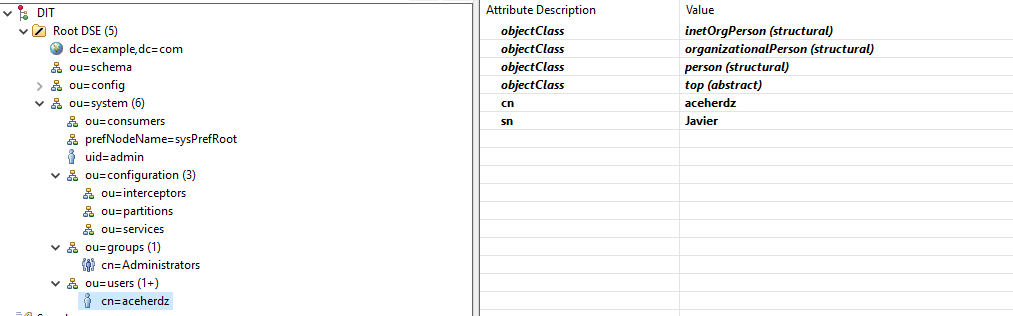 DIT
Root DSE (5)
dc=example,dc=com
ou=schema
ou=config
ou=system (6)
ou=consumers
prefNodeName=sysPrefRoot
uid=admin
ou=configuration (3)
ou=interceptors
ou=partitions
ou=services
ou=groups (1)
cn=Administrators
ou=users (1+)
cn=aceherdz
Attribute Description Value
objectClass inetOrgPerson (structural)
objectClass organizationalPerson (structural)
objectClass person (structural)
objectClass top (abstract)
cn aceherdz
sn Javier